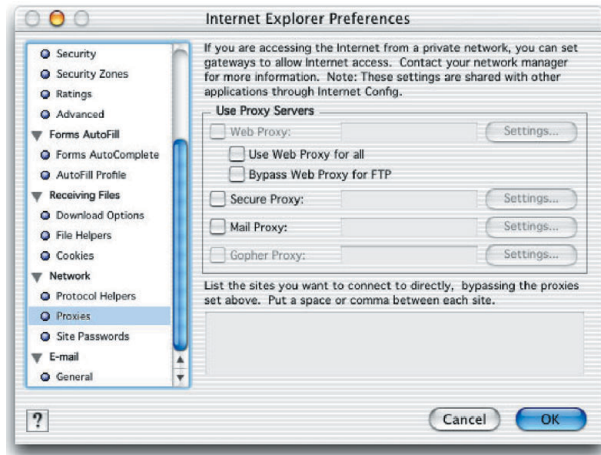 Internet Explorer Preferences
Security
Security Zones
Ratings
Advanced
Forms AutoFill
Forms AutoComplete
AutoFill Profile
Receiving Files
Download Options
File Helpers
Cookies
Network
Protocol Helpers
Proxies
Site Passwords
E-mail
General
If you are accessing the Internet from a private network, you can set
gateways to allow Internet access. Contact your network manager
for more information. Note: These settings are shared with other
applications through Internet Config.
Use Proxy Servers
Web Proxy: Settings...
Use Web Proxy for all
Bypass Web Proxy for FTP
Secure Proxy: Settings...
Mail Proxy: Settings...
Gopher Proxy: Settings...
List the sites you want to connect to directly, bypassing the proxies
set above. Put a space or comma between each site.
?
Cancel OK